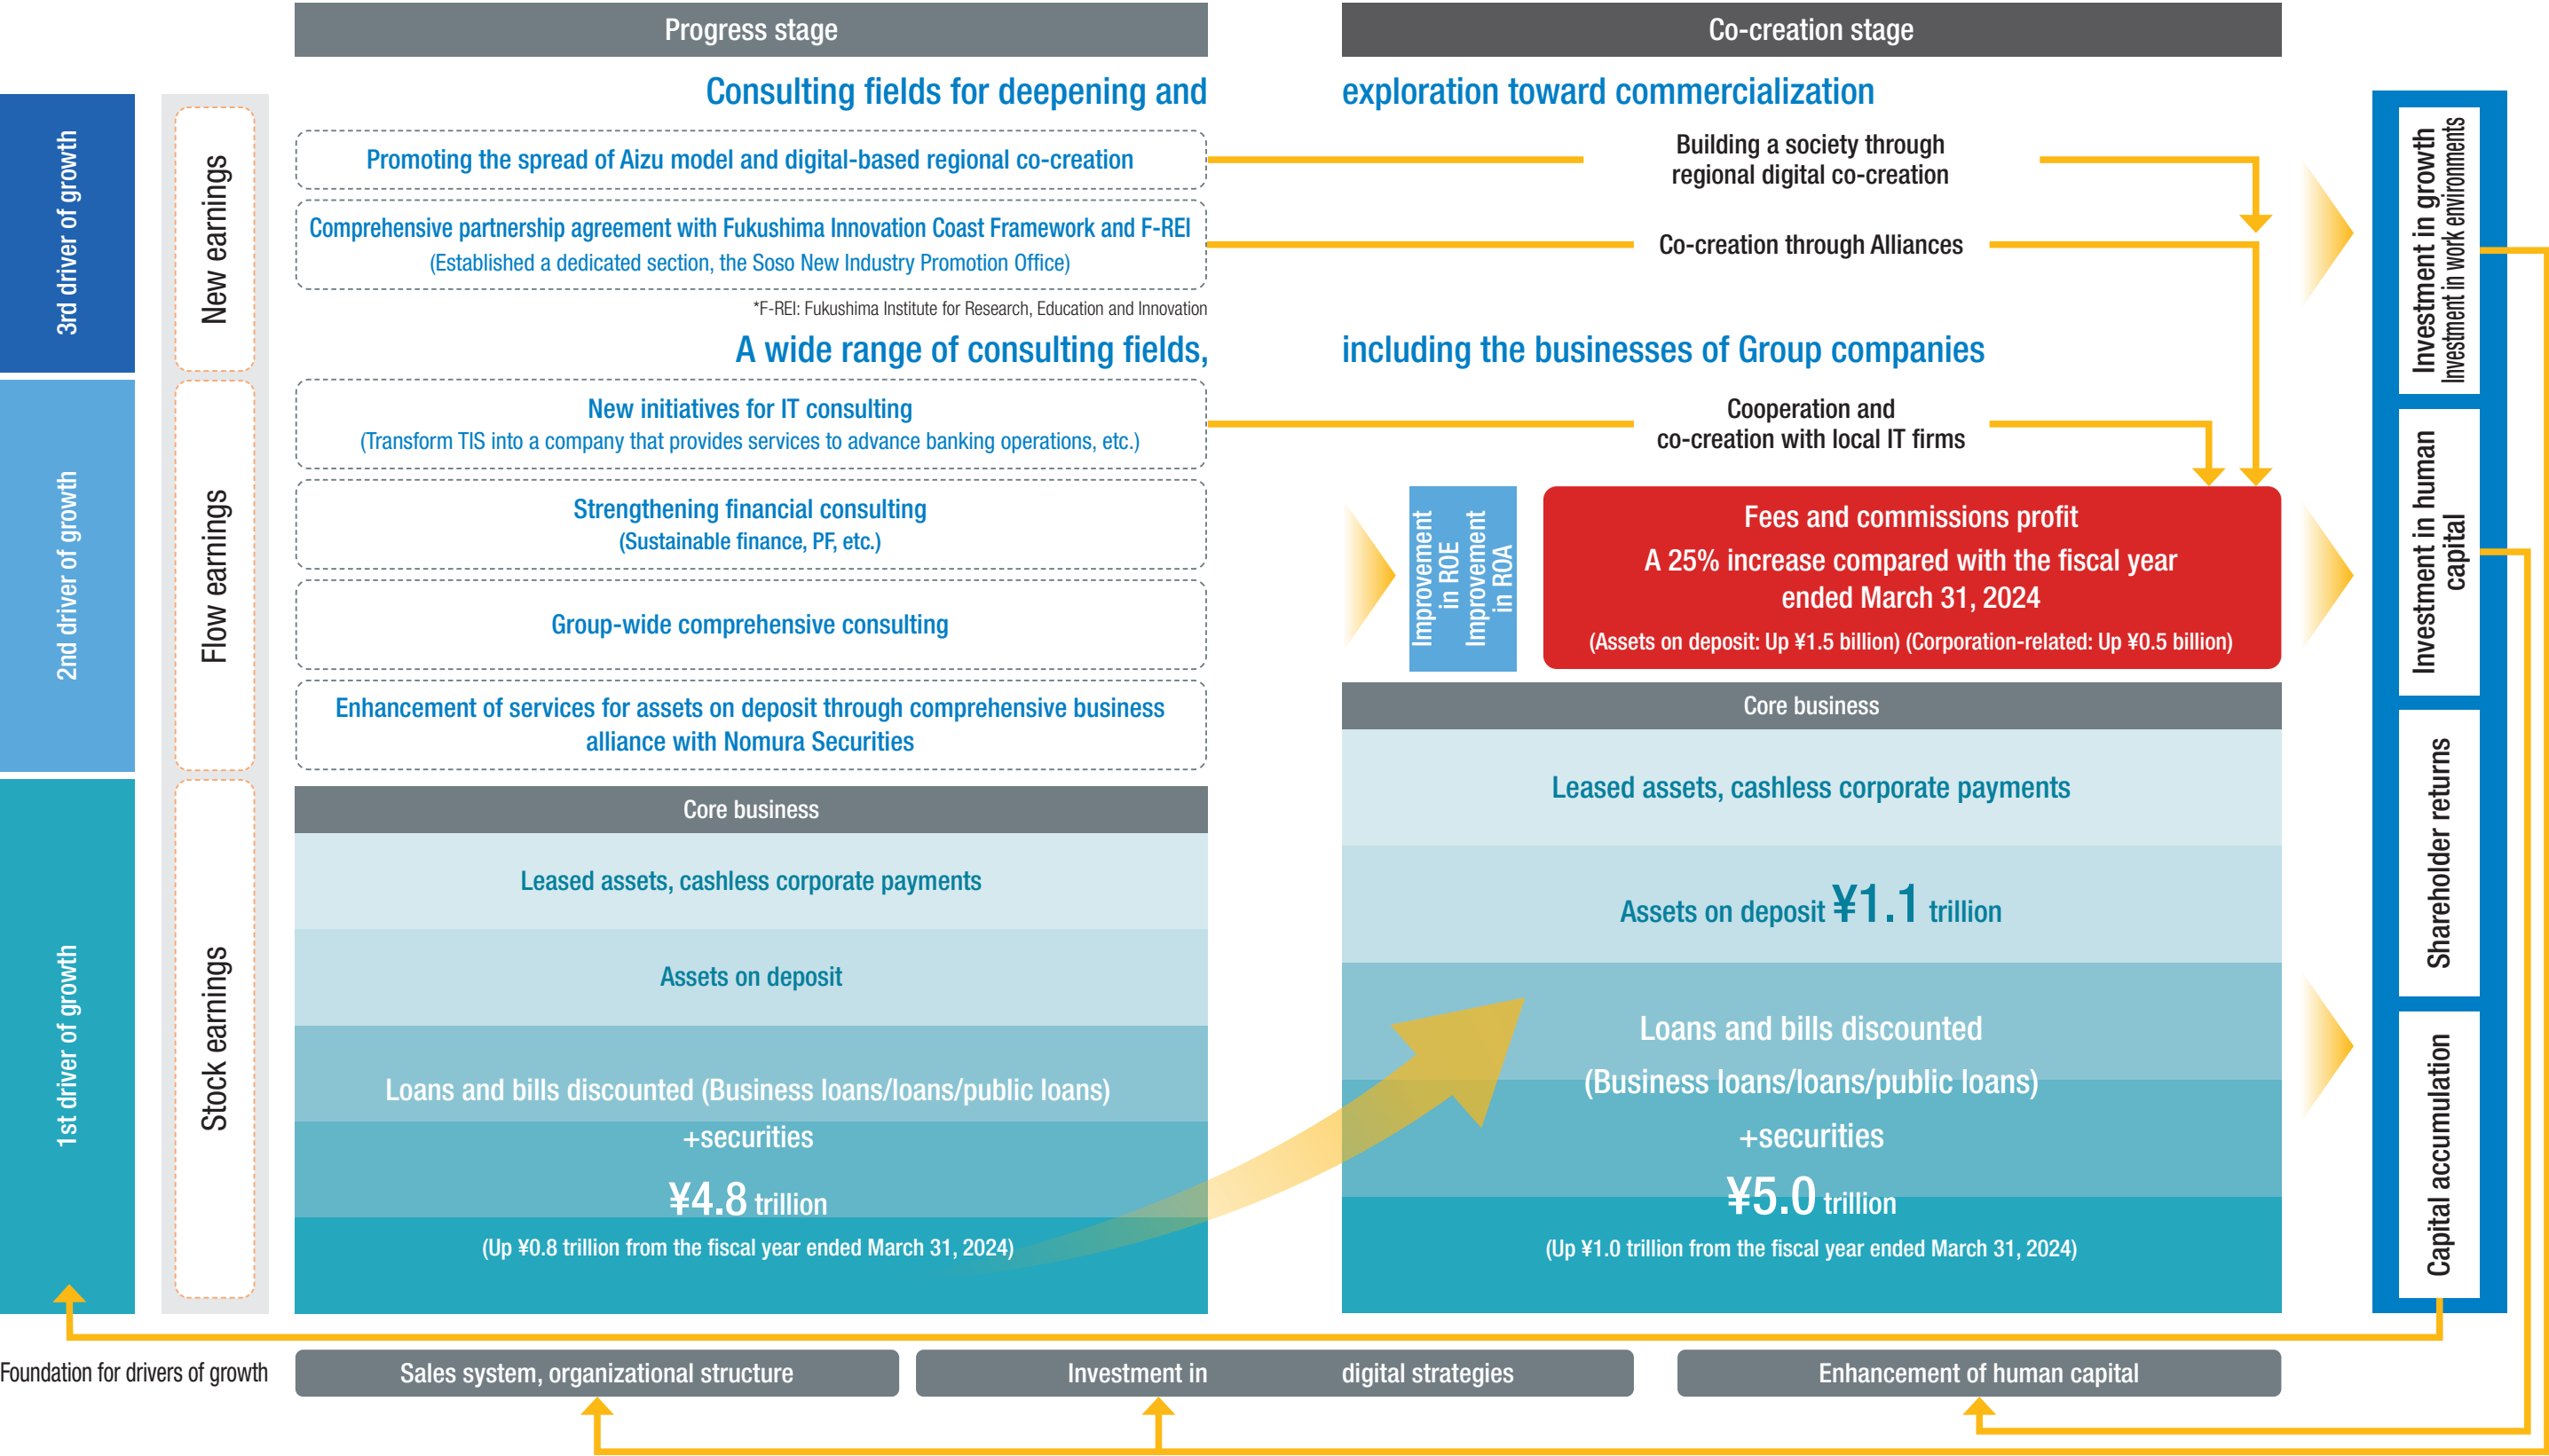 Progress stage
Co-creation stage
Consulting fields for deepening and
exploration toward commercialization
3rd driver of growth
New earnings
Promoting the spread of Aizu model and digital-based regional co-creation
Building a society through
regional digital co-creation
Comprehensive partnership agreement with Fukushima Innovation Coast Framework and F-REI
(Established a dedicated section, the Soso New Industry Promotion Office)
Co-creation through Alliances
*F-REI: Fukushima Institute for Research, Education and Innovation
A wide range of consulting fields,
including the businesses of Group companies
2nd driver of growth
Flow earnings
New initiatives for IT consulting
(Transform TIS into a company that provides services to advance banking operations, etc.)
Cooperation and
co-creation with local IT firms
Strengthening financial consulting
(Sustainable finance, PF, etc.)
Group-wide comprehensive consulting
Enhancement of services for assets on deposit through comprehensive business
alliance with Nomura Securities
Improvement
in ROE
Improvement
in ROA
Fees and commissions profit
A 25% increase compared with the fiscal year
ended March 31, 2024
(Assets on deposit: Up ¥1.5 billion) (Corporation-related: Up ¥0.5 billion)
1st driver of growth
Stock earnings
Core business
Leased assets, cashless corporate payments
Assets on deposit
Loans and bills discounted (Business loans/loans/public loans)
+securities
¥4.8 trillion
(Up ¥0.8 trillion from the fiscal year ended March 31, 2024)
Core business
Leased assets, cashless corporate payments
Assets on deposit ¥1.1 trillion
Loans and bills discounted
(Business loans/loans/public loans)
+securities
¥5.0 trillion
(Up ¥1.0 trillion from the fiscal year ended March 31, 2024)
Investment in growth
Investment in work environments
Investment in human
capital
Shareholder returns
Capital accumulation
Foundation for drivers of growth
Sales system, organizational structure
Investment in digital strategies
Enhancement of human capital